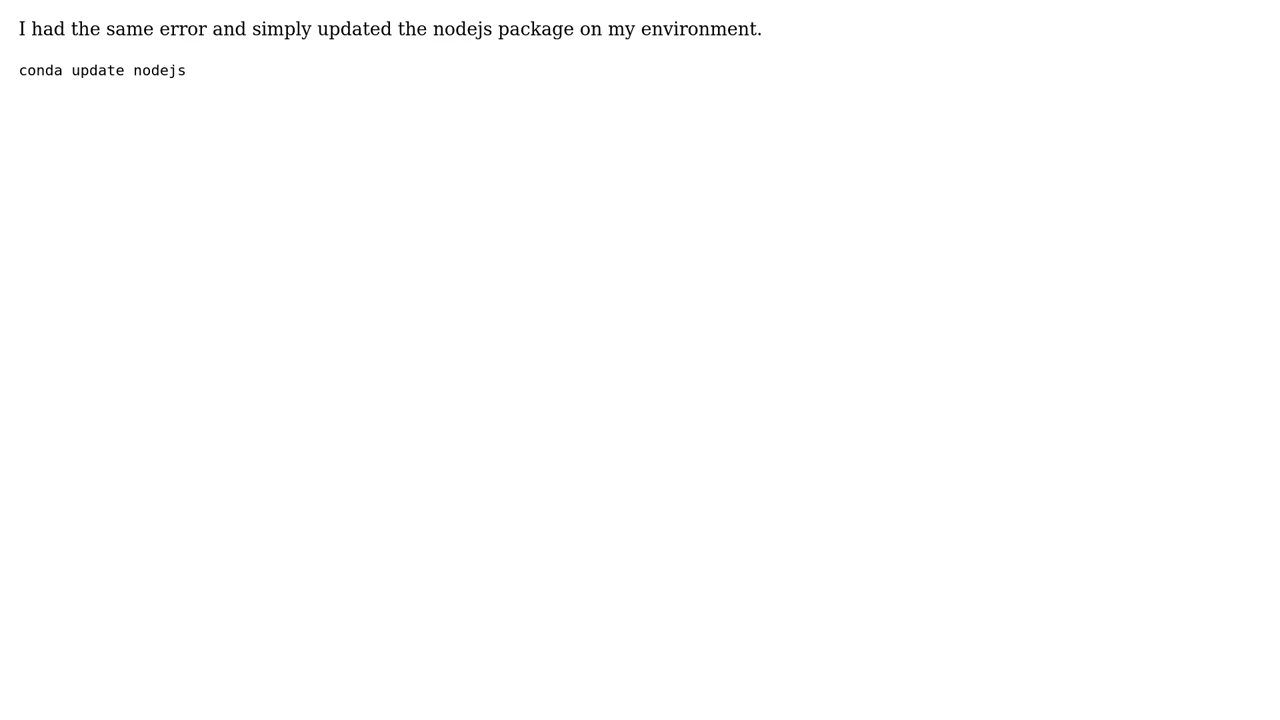 I had the same error and simply updated the nodejs package on my environment.
conda update nodejs